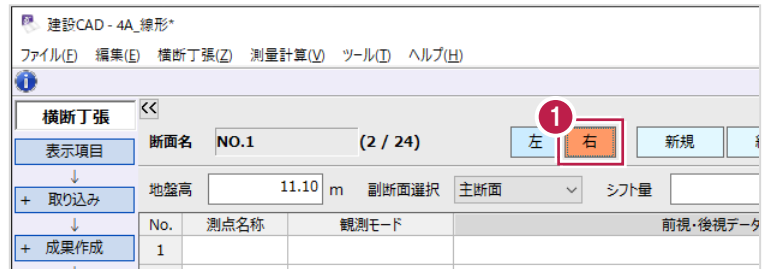 建設CAD - 4A_線形*
ファイル(F) 編集(E) 横断丁張(Z) 測量計算(V) ツール(T) ヘルプ(H)
横断丁張 <<
断面名 NO.1 (2 / 24) 左 右 新規
1
表示項目
↓
地盤高 11.10 m 副断面選択 主断面 シフト量
+ 取り込み
↓
No. 測点名称 観測モード 前視・後視データ
+ 成果作成
1